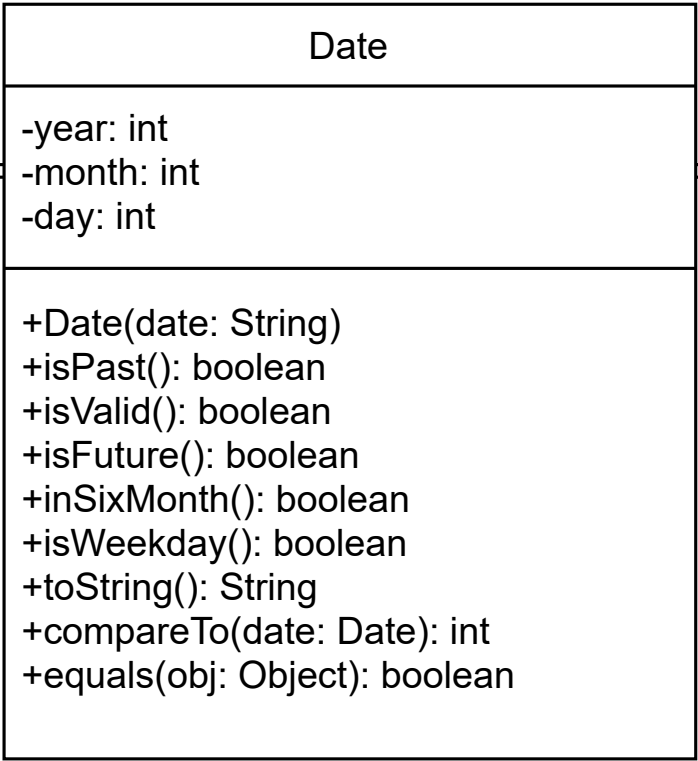 Date
-year: int
-month: int
-day: int
+Date(date: String)
+isPast(): boolean
+isValid(): boolean
+isFuture(): boolean
+inSixMonth(): boolean
+isWeekday(): boolean
+toString(): String
+compareTo(date: Date): int
+equals(obj: Object): boolean